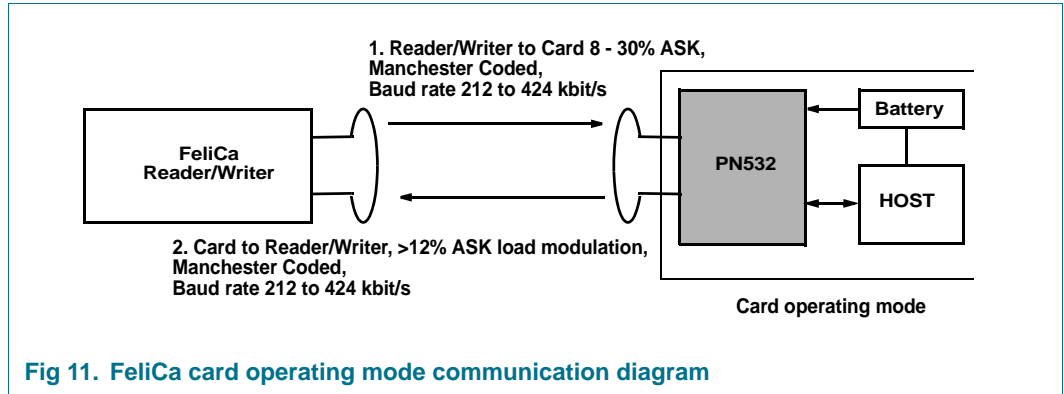 1. Reader/Writer to Card 8 - 30% ASK,
Manchester Coded,
Baud rate 212 to 424 kbit/s
FeliCa
Reader/Writer
PN532
Battery
HOST
2. Card to Reader/Writer, >12% ASK load modulation,
Manchester Coded,
Baud rate 212 to 424 kbit/s
Card operating mode
Fig 11. FeliCa card operating mode communication diagram